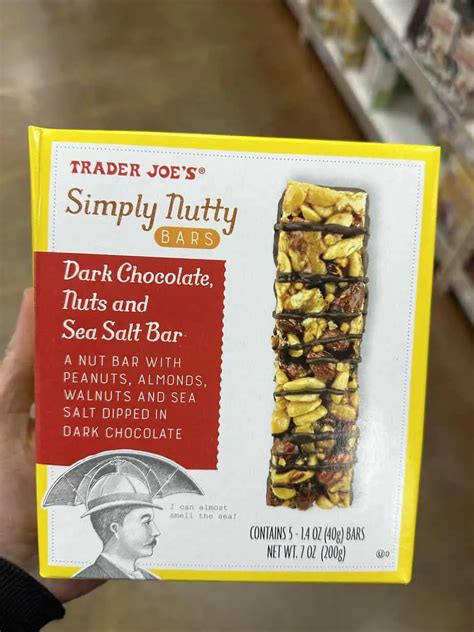 TRADER JOE'S®
Simply Nutty
BARS
Dark Chocolate,
Nuts and
Sea Salt Bar
A NUT BAR WITH
PEANUTS, ALMONDS,
WALNUTS AND SEA
SALT DIPPED IN
DARK CHOCOLATE
I can almost
smell the sea!
CONTAINS 5 - 1.4 OZ (40g) BARS
NET WT. 7 OZ (200g)